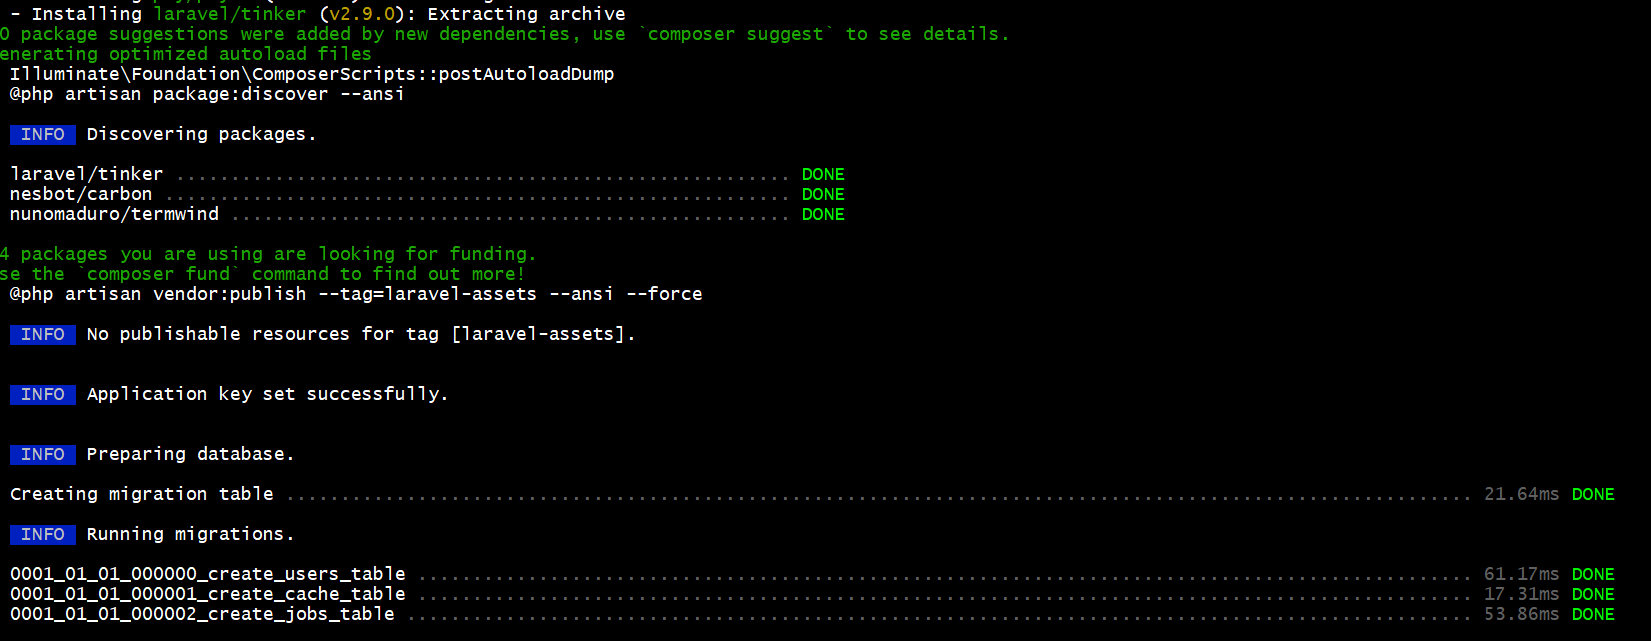 - Installing laravel/tinker (v2.9.0): Extracting archive
0 package suggestions were added by new dependencies, use `composer suggest` to see details.
enerating optimized autoload files
Illuminate\Foundation\ComposerScripts::postAutoloadDump
@php artisan package:discover --ansi
INFO Discovering packages.
laravel/tinker ........................................................ DONE
nesbot/carbon ......................................................... DONE
nunomaduro/termwind ................................................... DONE
4 packages you are using are looking for funding.
se the `composer fund` command to find out more!
@php artisan vendor:publish --tag=laravel-assets --ansi --force
INFO No publishable resources for tag [laravel-assets].
INFO Application key set successfully.
INFO Preparing database.
Creating migration table ............................................................................................................ 21.64ms DONE
INFO Running migrations.
0001_01_01_000000_create_users_table ................................................................................................ 61.17ms DONE
0001_01_01_000001_create_cache_table ................................................................................................ 17.31ms DONE
0001_01_01_000002_create_jobs_table ................................................................................................. 53.86ms DONE